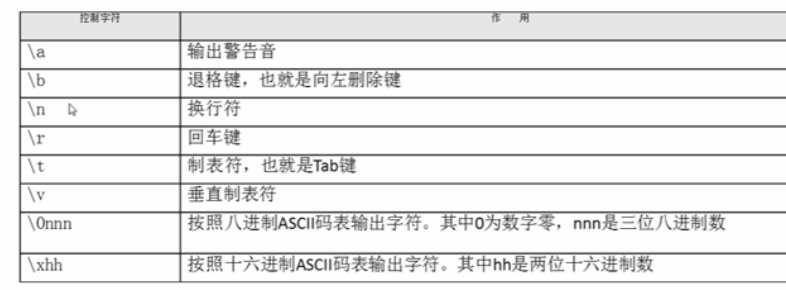 控制字符 作 用
\a 输出警告音
\b 退格键，也就是向左删除键
\n 换行符
\r 回车键
\t 制表符，也就是Tab键
\v 垂直制表符
\0nnn 按照八进制ASCII码表输出字符。其中0为数字零，nnn是三位八进制数
\xhh 按照十六进制ASCII码表输出字符。其中hh是两位十六进制数